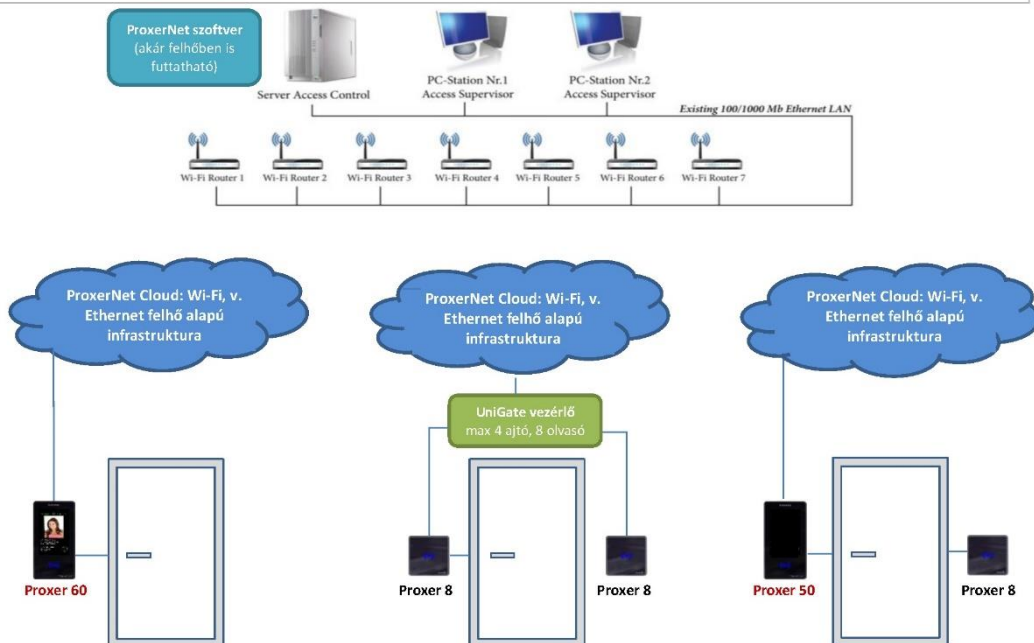 ProxerNet szoftver
(akár felhőben is
futtatható)
Server Access Control
PC-Station Nr.1
Access Supervisor
PC-Station Nr.2
Access Supervisor
Existing 100/1000 Mb Ethernet LAN
Wi-Fi Router 1
Wi-Fi Router 2
Wi-Fi Router 3
Wi-Fi Router 4
Wi-Fi Router 5
Wi-Fi Router 6
Wi-Fi Router 7
ProxerNet Cloud: Wi-Fi, v.
Ethernet felhő alapú
infrastruktura
ProxerNet Cloud: Wi-Fi, v.
Ethernet felhő alapú
infrastruktura
ProxerNet Cloud: Wi-Fi, v.
Ethernet felhő alapú
infrastruktura
UniGate vezérlő
max 4 ajtó, 8 olvasó
Proxer 60
Proxer 8
Proxer 8
Proxer 50
Proxer 8